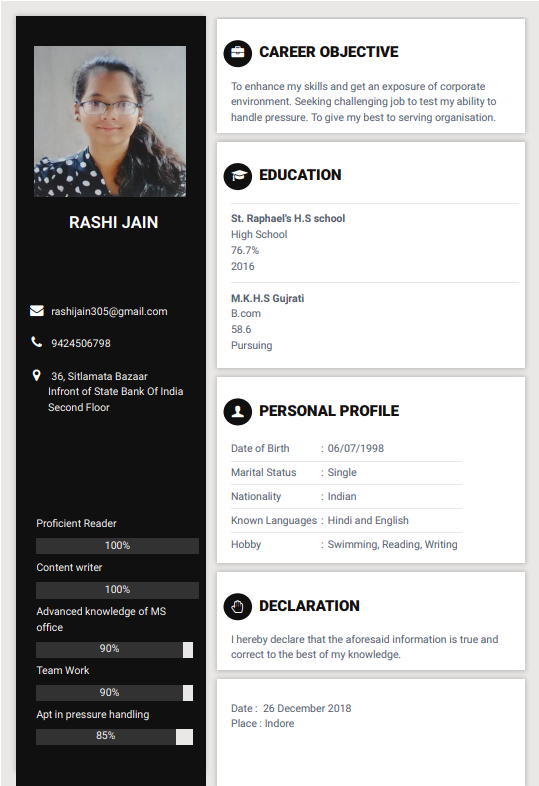 RASHI JAIN
rashijain305@gmail.com
9424506798
36, Sitlamata Bazaar
Infront of State Bank Of India
Second Floor
Proficient Reader
100%
Content writer
100%
Advanced knowledge of MS
office
90%
Team Work
90%
Apt in pressure handling
85%
CAREER OBJECTIVE
To enhance my skills and get an exposure of corporate
environment. Seeking challenging job to test my ability to
handle pressure. To give my best to serving organisation.
EDUCATION
St. Raphael's H.S school
High School
76.7%
2016
M.K.H.S Gujrati
B.com
58.6
Pursuing
PERSONAL PROFILE
Date of Birth : 06/07/1998
Marital Status : Single
Nationality : Indian
Known Languages : Hindi and English
Hobby : Swimming, Reading, Writing
DECLARATION
I hereby declare that the aforesaid information is true and
correct to the best of my knowledge.
Date : 26 December 2018
Place : Indore